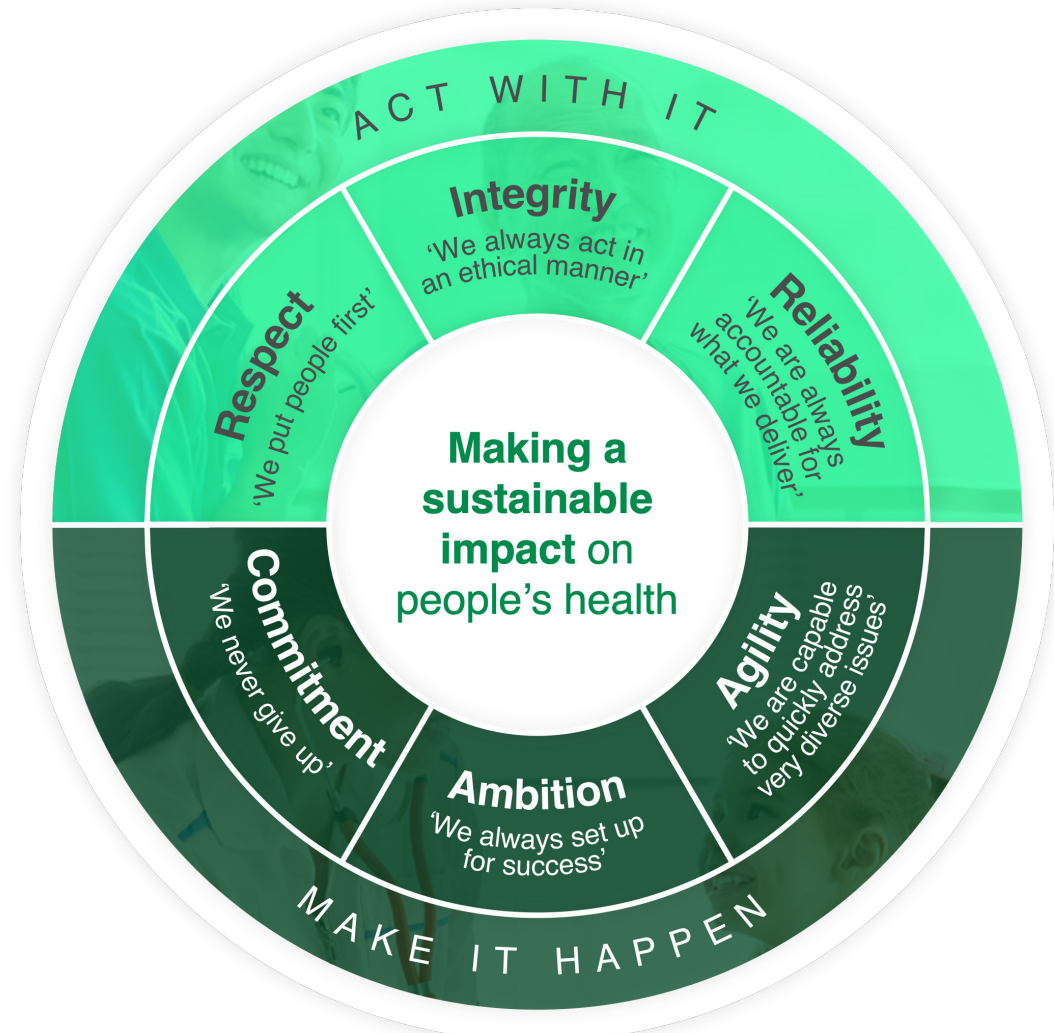 ACT WITH IT
Integrity
‘We always act in
an ethical manner’
Respect
‘We put people first’
Reliability
‘We are always
accountable for
what we deliver’
Making a
sustainable
impact on
people’s health
Commitment
‘We never give up’
Ambition
‘We always set up
for success’
Agility
‘We are capable
to quickly address
very diverse issues’
MAKE IT HAPPEN